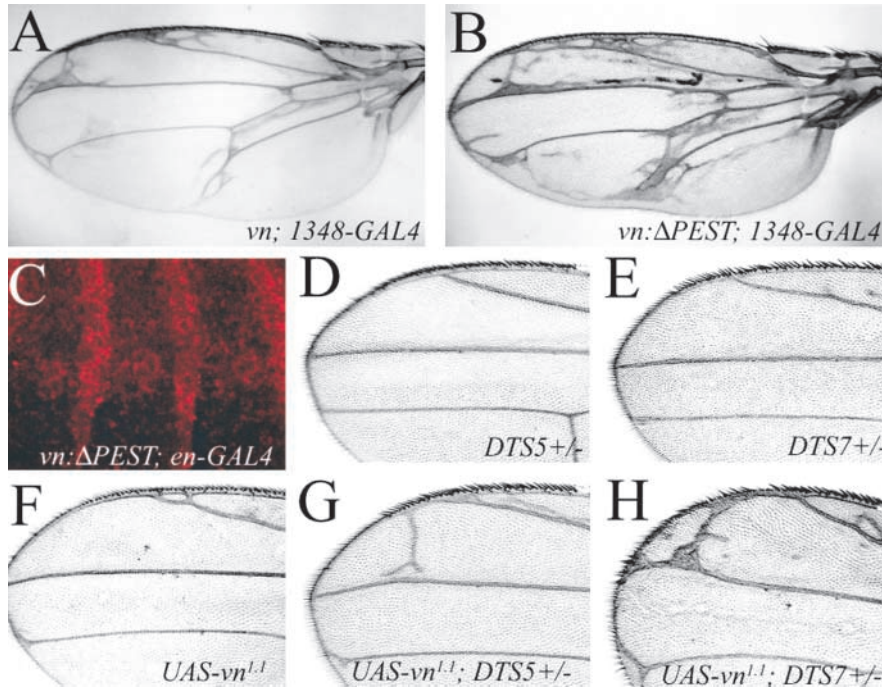 A
vn; 1348-GAL4
B
vn:ΔPEST; 1348-GAL4
C
vn:ΔPEST; en-GAL4
D
DTS5+/-
E
DTS7+/-
F
UAS-vn¹·¹
G
UAS-vn¹·¹; DTS5+/-
H
UAS-vn¹·¹; DTS7+/-